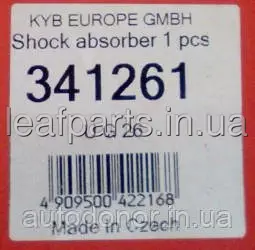 KYB EUROPE GMBH
Shock absorber 1 pcs
341261
leafparts.in.ua
U G 26
4 909500 422168
Made in Czech
autodonor.in.ua